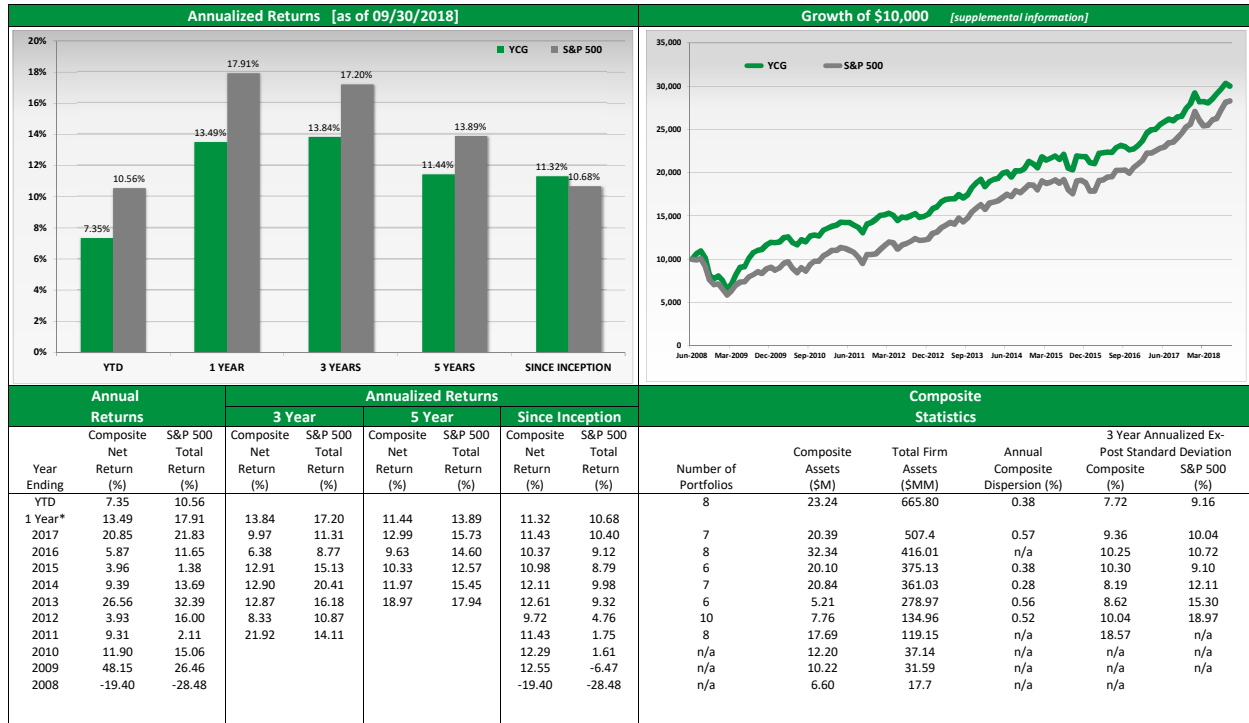 Annualized Returns [as of 09/30/2018]
20%
18%
16%
14%
12%
10%
8%
6%
4%
2%
0%
YCG S&P 500
7.35% 10.56% 13.49% 17.91% 13.84% 17.20% 11.44% 13.89% 11.32% 10.68%
YTD 1 YEAR 3 YEARS 5 YEARS SINCE INCEPTION
Growth of $10,000 [supplemental information]
35,000
30,000
25,000
20,000
15,000
10,000
5,000
0
YCG S&P 500
Jun-2008 Mar-2009 Dec-2009 Sep-2010 Jun-2011 Mar-2012 Dec-2012 Sep-2013 Jun-2014 Mar-2015 Dec-2015 Sep-2016 Jun-2017 Mar-2018
Annual Annualized Returns Composite
Returns 3 Year 5 Year Since Inception Statistics
Composite S&P 500 Composite S&P 500 Composite S&P 500 Composite S&P 500 3 Year Annualized Ex-
Net Total Net Total Net Total Net Total Composite Total Firm Annual Post Standard Deviation
Year Return Return Return Return Return Return Return Return Number of Assets Assets Composite Composite S&P 500
Ending (%) (%) (%) (%) (%) (%) (%) (%) Portfolios ($M) ($MM) Dispersion (%) (%) (%)
YTD 7.35 10.56 8 23.24 665.80 0.38 7.72 9.16
1 Year* 13.49 17.91 13.84 17.20 11.44 13.89 11.32 10.68
2017 20.85 21.83 9.97 11.31 12.99 15.73 11.43 10.40 7 20.39 507.4 0.57 9.36 10.04
2016 5.87 11.65 6.38 8.77 9.63 14.60 10.37 9.12 8 32.34 416.01 n/a 10.25 10.72
2015 3.96 1.38 12.91 15.13 10.33 12.57 10.98 8.79 6 20.10 375.13 0.38 10.30 9.10
2014 9.39 13.69 12.90 20.41 11.97 15.45 12.11 9.98 7 20.84 361.03 0.28 8.19 12.11
2013 26.56 32.39 12.87 16.18 18.97 17.94 12.61 9.32 6 5.21 278.97 0.56 8.62 15.30
2012 3.93 16.00 8.33 10.87 9.72 4.76 10 7.76 134.96 0.52 10.04 18.97
2011 9.31 2.11 21.92 14.11 11.43 1.75 8 17.69 119.15 n/a 18.57 n/a
2010 11.90 15.06 12.29 1.61 n/a 12.20 37.14 n/a n/a n/a
2009 48.15 26.46 12.55 -6.47 n/a 10.22 31.59 n/a n/a n/a
2008 -19.40 -28.48 -19.40 -28.48 n/a 6.60 17.7 n/a n/a